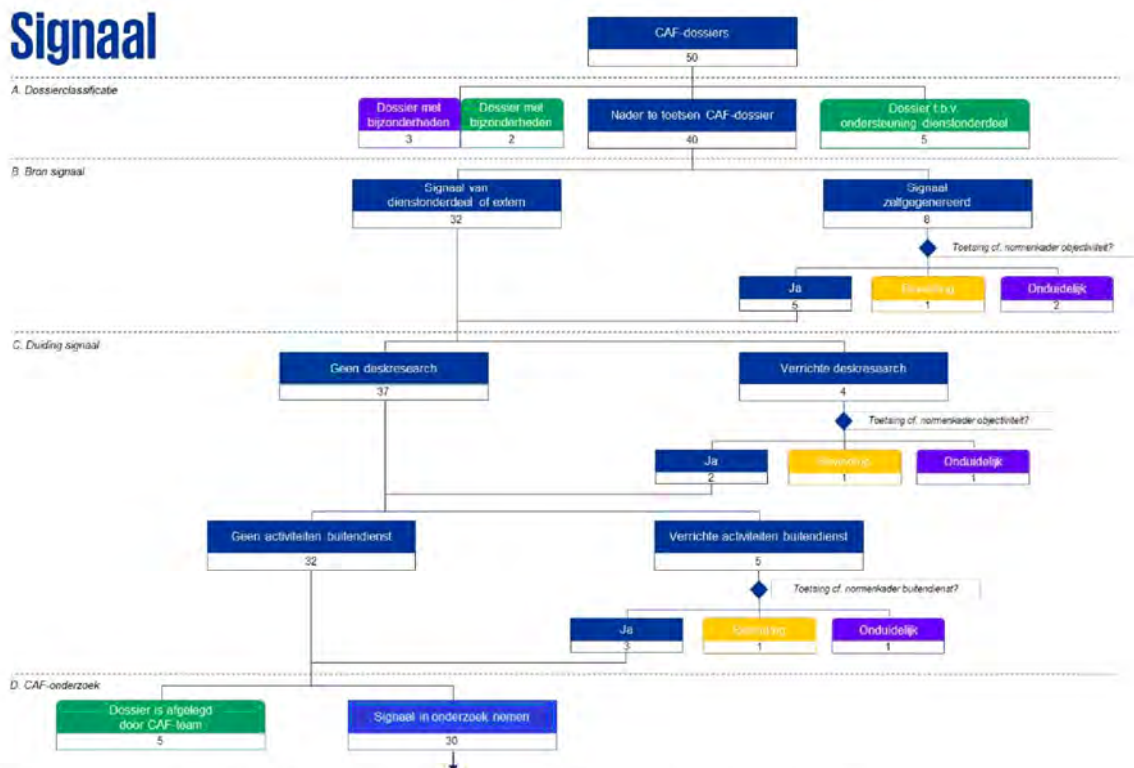 Signaal
CAF-dossiers
50
A. Dossierclassificatie
Dossier met
bijzonderheden
3
Dossier met
bijzonderheden
2
Nader te toetsen CAF-dossier
40
Dossier t.b.v.
ondersteuning dienstonderdeel
5
B. Bron signaal
Signaal van
dienstonderdeel of extern
32
Signaal
zelfgegenereerd
8
Toetsing cf. normenkader objectiviteit?
Ja
5
Bevinding
1
Onduidelijk
2
C. Duiding signaal
Geen deskresearch
37
Verrichte deskresearch
4
Toetsing cf. normenkader objectiviteit?
Ja
2
Bevinding
1
Onduidelijk
1
Geen activiteiten buitendienst
32
Verrichte activiteiten buitendienst
5
Toetsing cf. normenkader buitendienst?
Ja
3
Bevinding
1
Onduidelijk
1
D. CAF-onderzoek
Dossier is afgelegd
door CAF-team
5
Signaal in onderzoek nemen
30